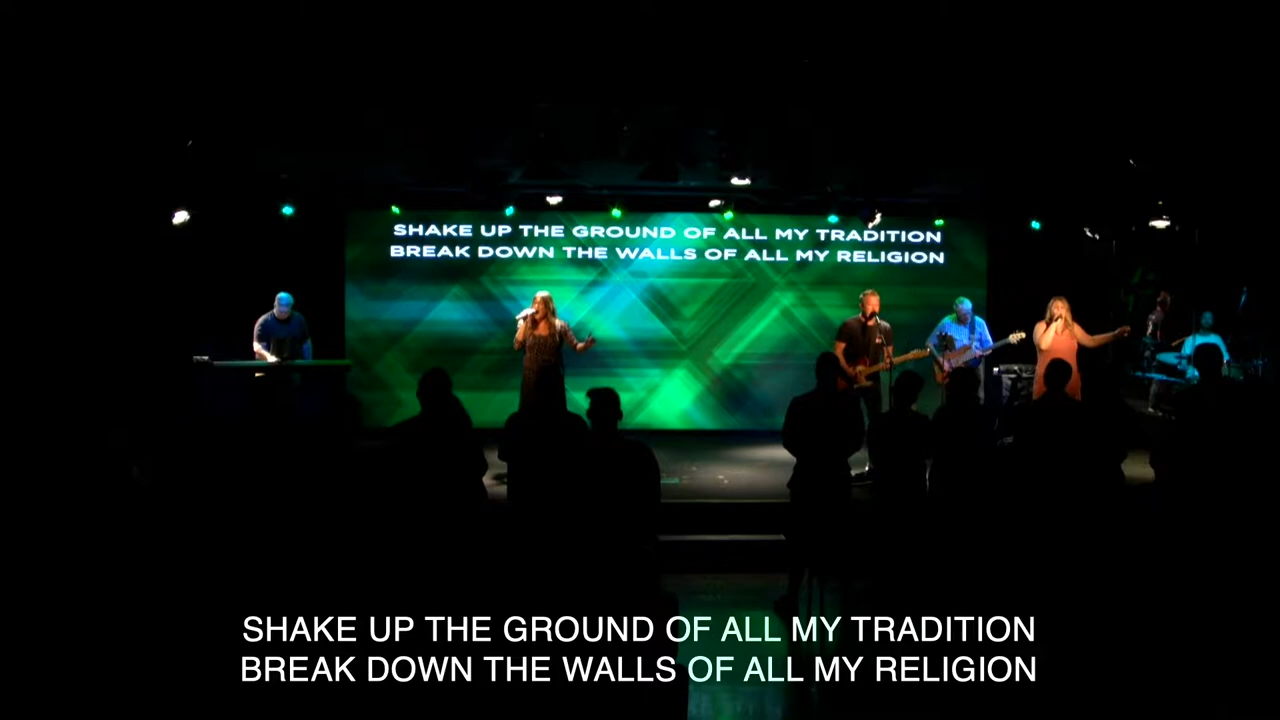 SHAKE UP THE GROUND OF ALL MY TRADITION
BREAK DOWN THE WALLS OF ALL MY RELIGION
SHAKE UP THE GROUND OF ALL MY TRADITION
BREAK DOWN THE WALLS OF ALL MY RELIGION